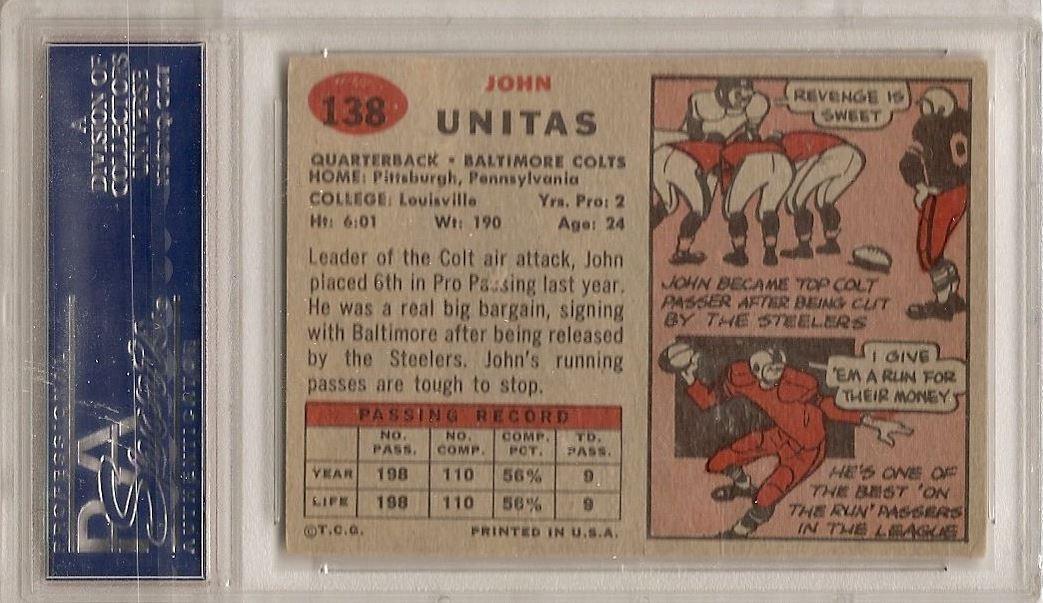 A
DIVISION OF
COLLECTORS
UNIVERSE
NASDAQ: CLCT
PROFESSIONAL
PSA
Sports
AUTHENTICATOR
138
JOHN
UNITAS
QUARTERBACK • BALTIMORE COLTS
HOME: Pittsburgh, Pennsylvania
COLLEGE: Louisville Yrs. Pro: 2
Ht: 6:01 Wt: 190 Age: 24
Leader of the Colt air attack, John
placed 6th in Pro Passing last year.
He was a real big bargain, signing
with Baltimore after being released
by the Steelers. John's running
passes are tough to stop.
PASSING RECORD
NO. NO. COMP. TD.
PASS. COMP. PCT. PASS.
YEAR 198 110 56% 9
LIFE 198 110 56% 9
©T.C.G. PRINTED IN U.S.A.
REVENGE IS
SWEET
JOHN BECAME TOP COLT
PASSER AFTER BEING CUT
BY THE STEELERS
I GIVE
'EM A RUN FOR
THEIR MONEY
HE'S ONE OF
THE BEST 'ON
THE RUN' PASSERS
IN THE LEAGUE